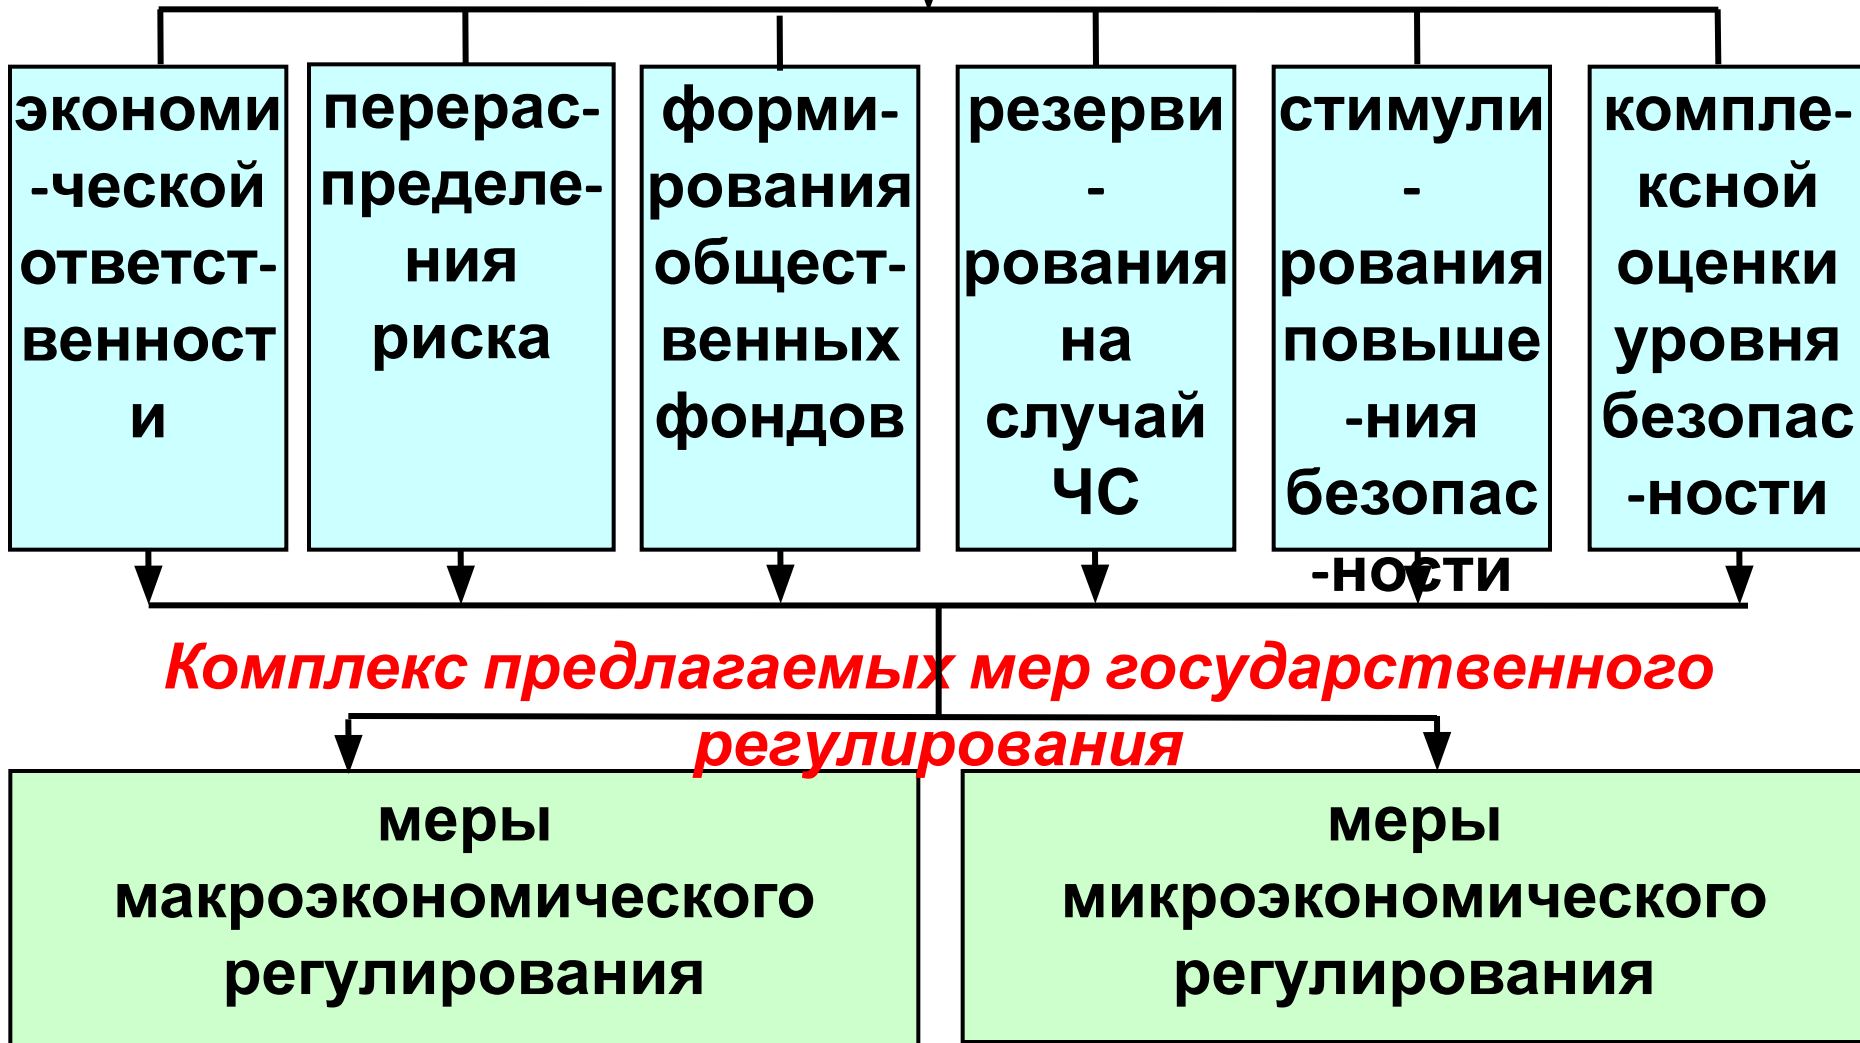 экономи
-ческой
ответст-
венност
и
перерас-
пределе-
ния
риска
форми-
рования
общест-
венных
фондов
резерви
-
рования
на
случай
ЧС
стимули
-
рования
повыше
-ния
безопас
-ности
компле-
ксной
оценки
уровня
безопас
-ности
Комплекс предлагаемых мер государственного
регулирования
меры
макроэкономического
регулирования
меры
микроэкономического
регулирования